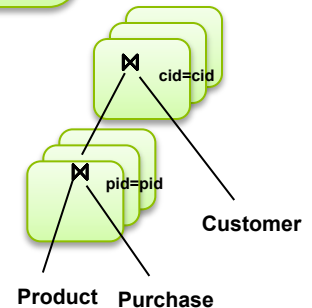 ⋈
cid=cid
⋈
pid=pid
Customer
Product Purchase